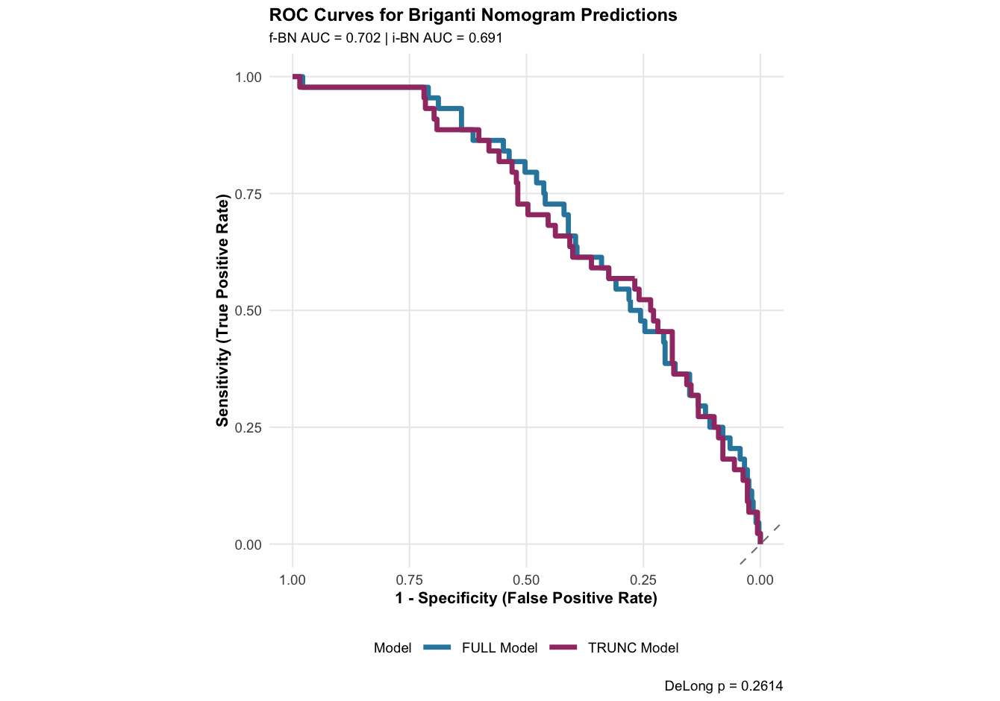 ROC Curves for Briganti Nomogram Predictions
f-BN AUC = 0.702 | i-BN AUC = 0.691
Sensitivity (True Positive Rate)
1.00
0.75
0.50
0.25
0.00
1.00 0.75 0.50 0.25 0.00
1 - Specificity (False Positive Rate)
Model FULL Model TRUNC Model
DeLong p = 0.2614